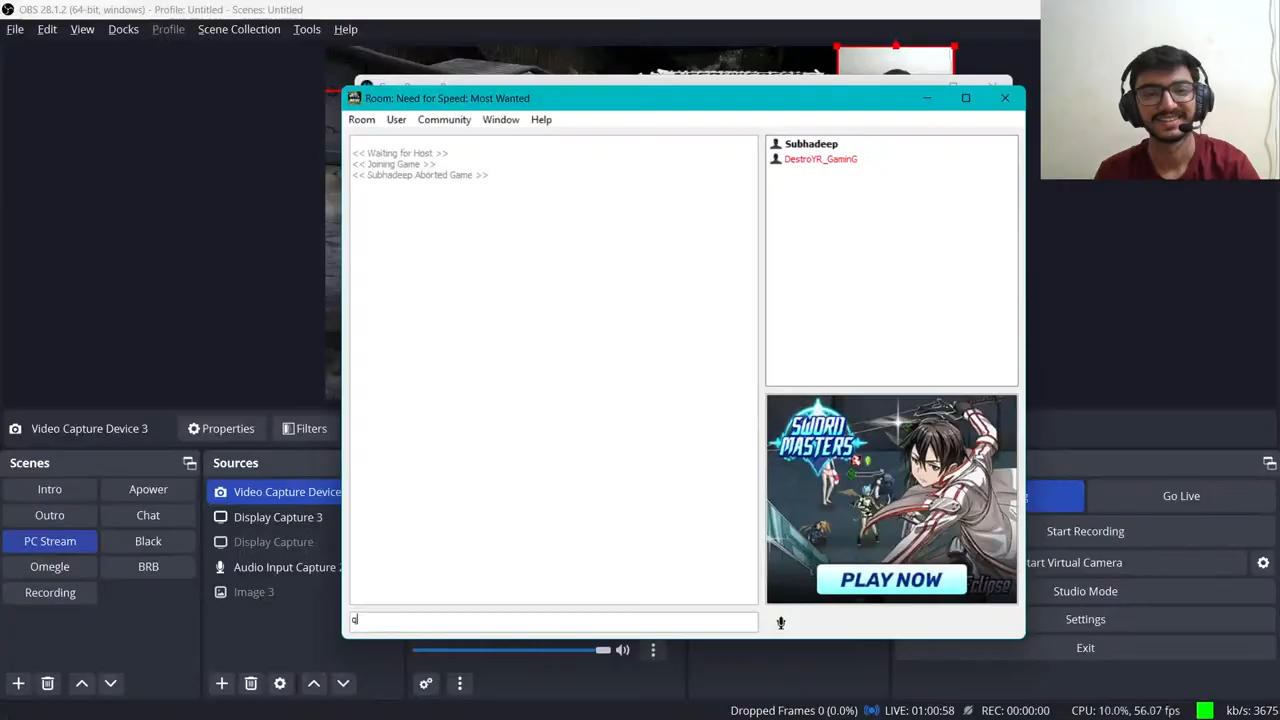 OBS 28.1.2 (64-bit, windows) - Profile: Untitled - Scenes: Untitled
File Edit View Docks Profile Scene Collection Tools Help
Room: Need for Speed: Most Wanted
Room User Community Window Help
<< Waiting for Host >>
<< Joining Game >>
<< Subhadeep Aborted Game >>
Subhadeep
DestroYR_GaminG
SWORD
MASTERS
PLAY NOW
Eclipse
q
Video Capture Device 3 Properties Filters
Scenes
Intro Apower
Outro Chat
PC Stream Black
Omegle BRB
Recording
Sources
Video Capture Device
Display Capture 3
Display Capture
Audio Input Capture 2
Image 3
Go Live
Start Recording
tart Virtual Camera
Studio Mode
Settings
Exit
Dropped Frames 0 (0.0%) LIVE: 01:00:58 REC: 00:00:00 CPU: 10.0%, 56.07 fps kb/s: 3675